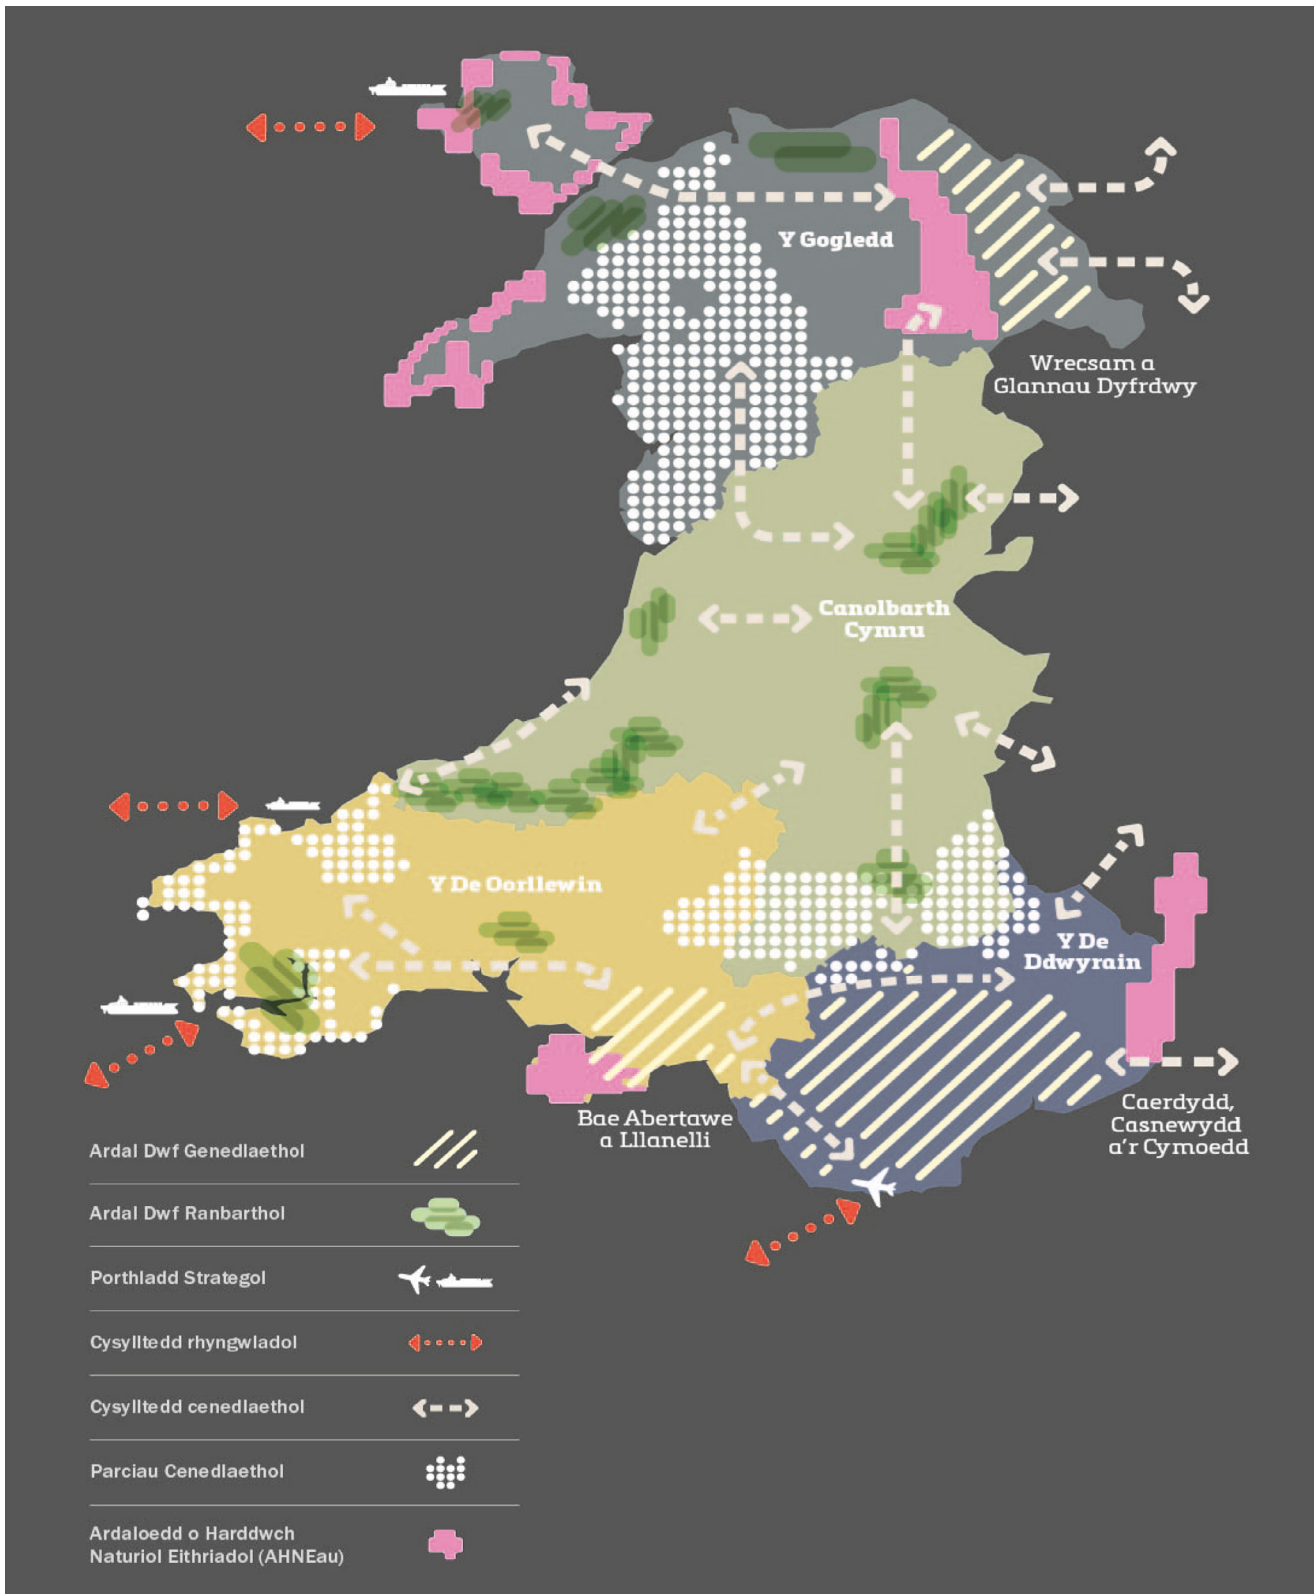 Y Gogledd
Wrecsam a
Glannau Dyfrdwy
Canolbarth
Cymru
Y De Oorllewin
Y De
Ddwyrain
Bae Abertawe
a Lllanelli
Caerdydd,
Casnewydd
a'r Cymoedd
Ardal Dwf Genedlaethol
Ardal Dwf Ranbarthol
Porthladd Strategol
Cysylltedd rhyngwladol
Cysylltedd cenedlaethol
Parciau Cenedlaethol
Ardaloedd o Harddwch
Naturiol Eithriadol (AHNEau)